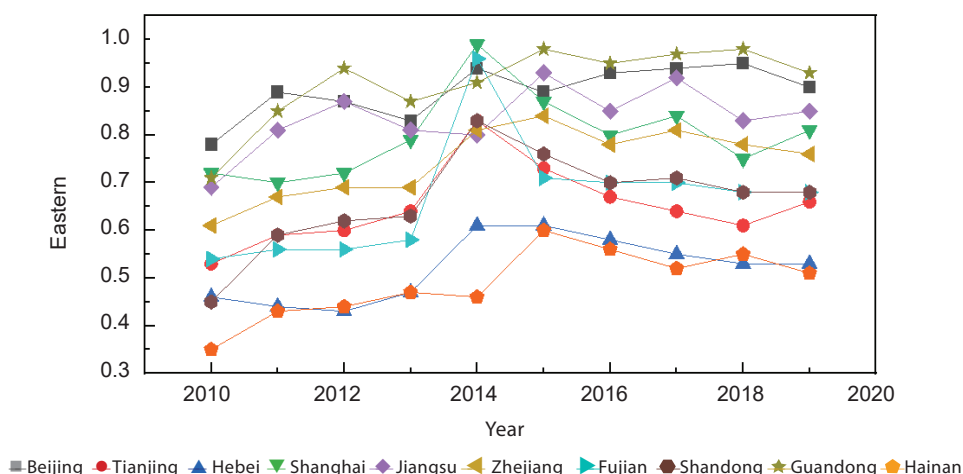 1.0
0.9
0.8
0.7
0.6
0.5
0.4
0.3
Eastern
2010 2012 2014 2016 2018 2020
Year
Beijing Tianjing Hebei Shanghai Jiangsu Zhejiang Fujian Shandong Guandong Hainan